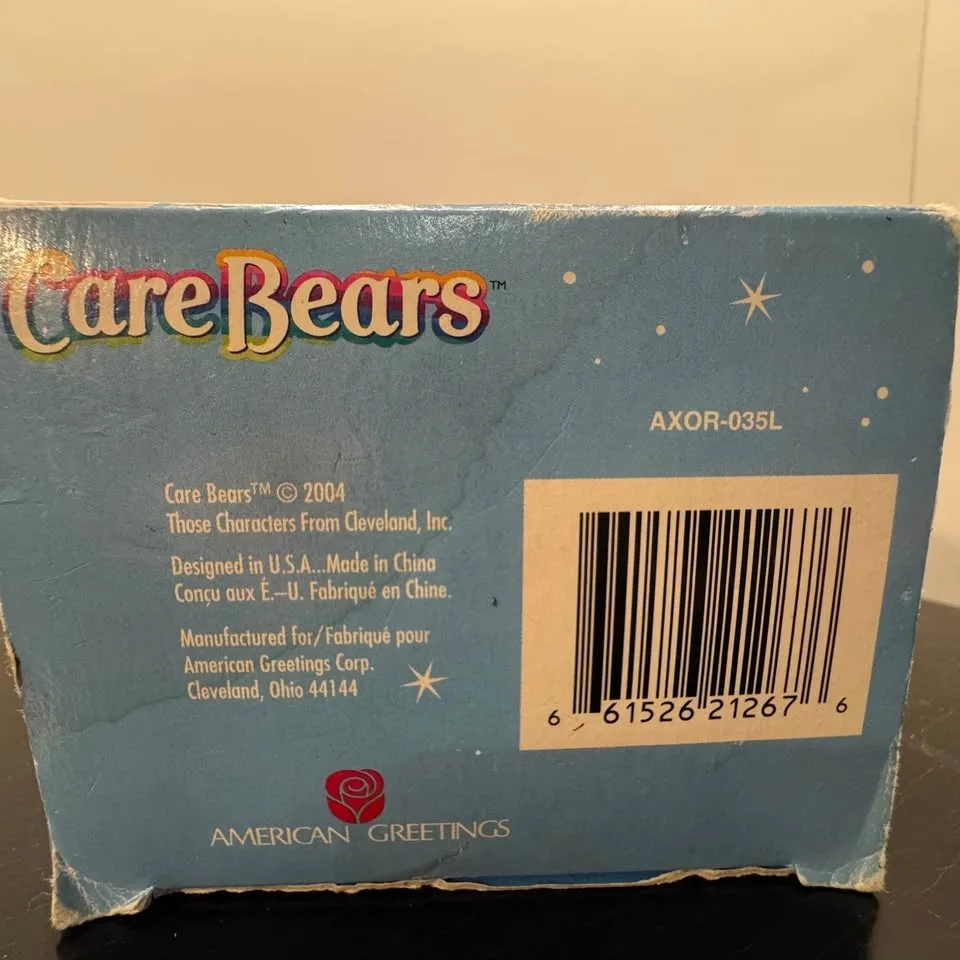 Care Bears™
AXOR-035L
Care Bears™ © 2004
Those Characters From Cleveland, Inc.
Designed in U.S.A...Made in China
Conçu aux É.–U. Fabriqué en Chine.
Manufactured for/Fabriqué pour
American Greetings Corp.
Cleveland, Ohio 44144
6 61526 21267 6
AMERICAN GREETINGS